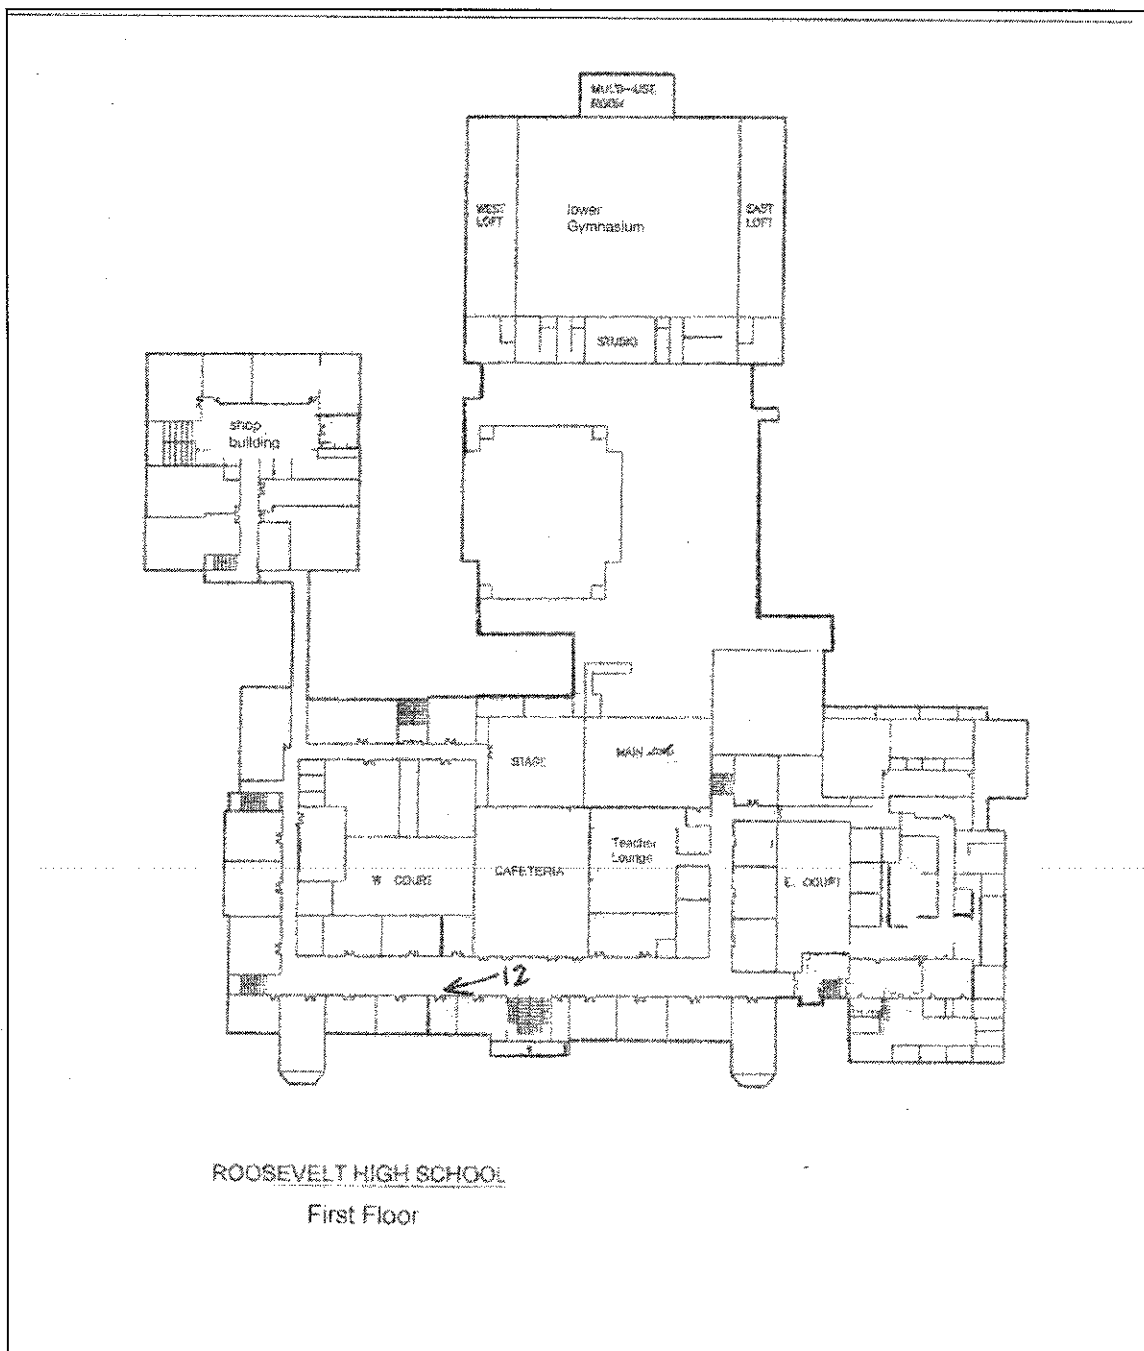 MULTI-USE
ROOM
WEST
LOFT
lower
Gymnasium
EAST
LOFT
STUDIO
shop
building
STAGE
MAIN
Teacher
Lounge
W. COURT
CAFETERIA
E. COURT
12
ROOSEVELT HIGH SCHOOL
First Floor